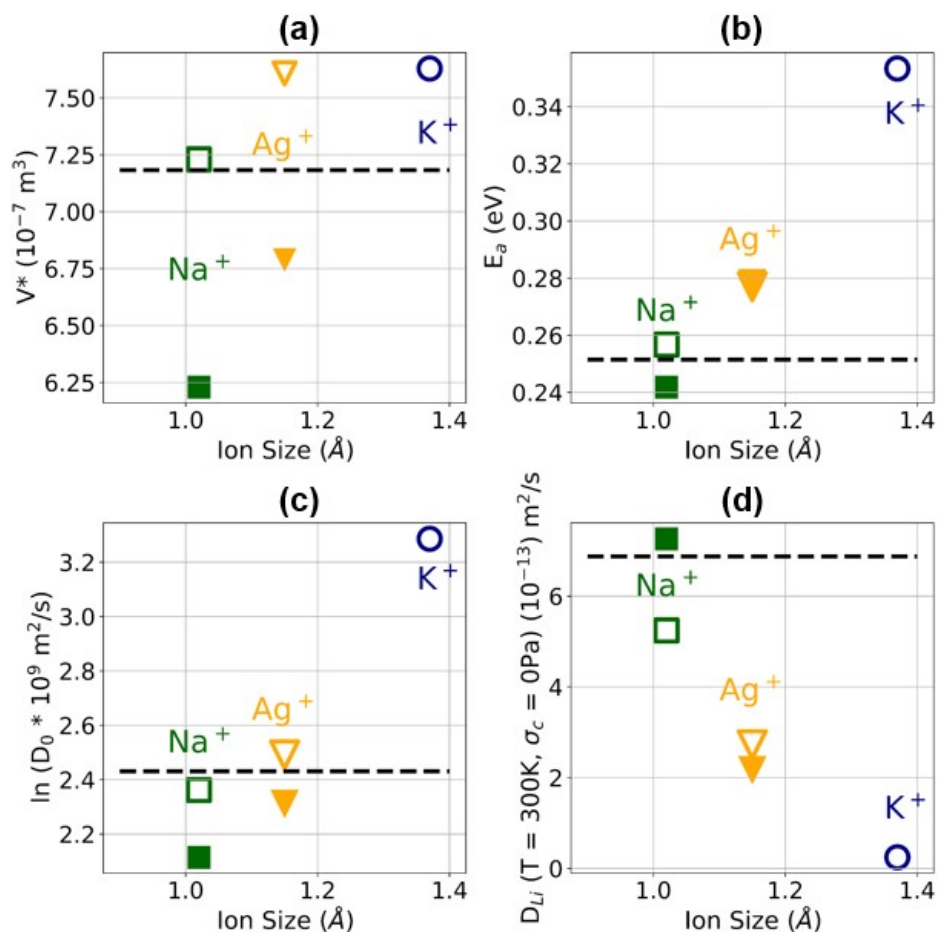 (a)
V* (10⁻⁷ m³)
7.50
7.25
7.00
6.75
6.50
6.25
Ag⁺
K⁺
Na⁺
1.0 1.2 1.4
Ion Size (Å)
(b)
Eₐ (eV)
0.34
0.32
0.30
0.28
0.26
0.24
K⁺
Ag⁺
Na⁺
1.0 1.2 1.4
Ion Size (Å)
(c)
ln (D₀ * 10⁹ m²/s)
3.2
3.0
2.8
2.6
2.4
2.2
K⁺
Ag⁺
Na⁺
1.0 1.2 1.4
Ion Size (Å)
(d)
D_Li (T = 300K, σ_c = 0Pa) (10⁻¹³) m²/s
6
4
2
0
Na⁺
Ag⁺
K⁺
1.0 1.2 1.4
Ion Size (Å)